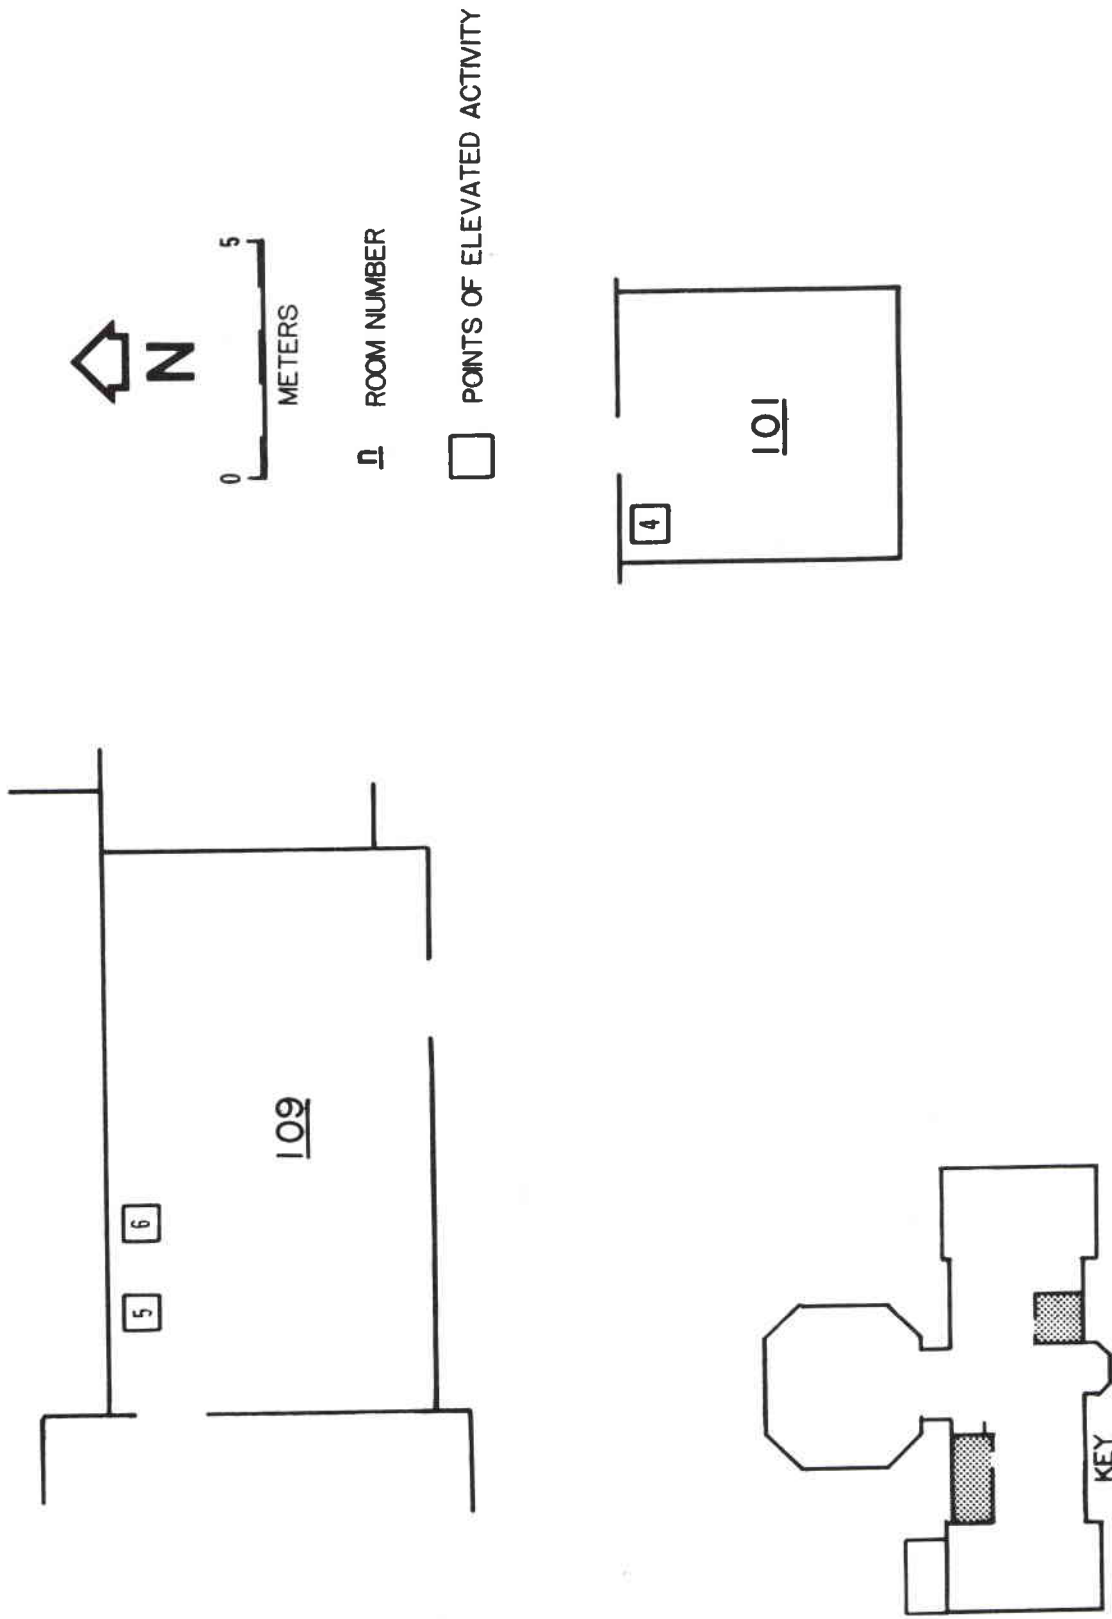 N
0 5
METERS
n ROOM NUMBER
POINTS OF ELEVATED ACTIVITY
109
5
6
101
4
KEY